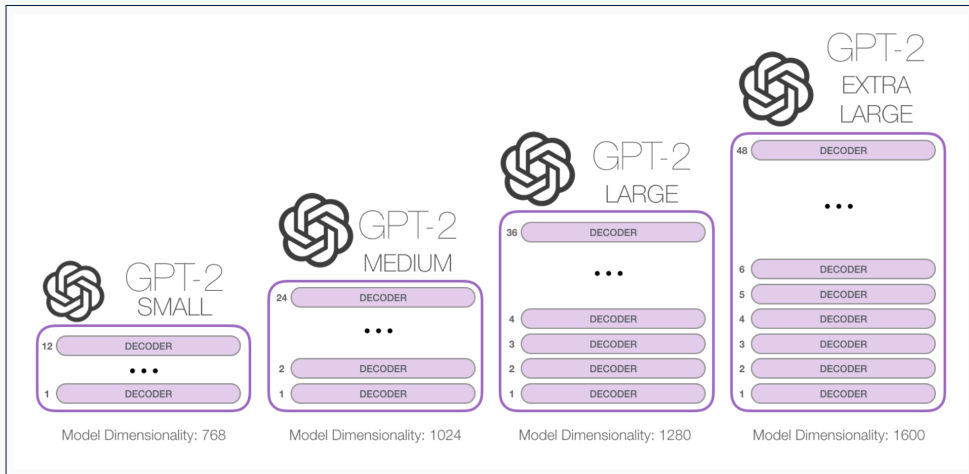 GPT-2
SMALL
12 DECODER
...
1 DECODER
Model Dimensionality: 768
GPT-2
MEDIUM
24 DECODER
...
2 DECODER
1 DECODER
Model Dimensionality: 1024
GPT-2
LARGE
36 DECODER
...
4 DECODER
3 DECODER
2 DECODER
1 DECODER
Model Dimensionality: 1280
GPT-2
EXTRA
LARGE
48 DECODER
...
6 DECODER
5 DECODER
4 DECODER
3 DECODER
2 DECODER
1 DECODER
Model Dimensionality: 1600